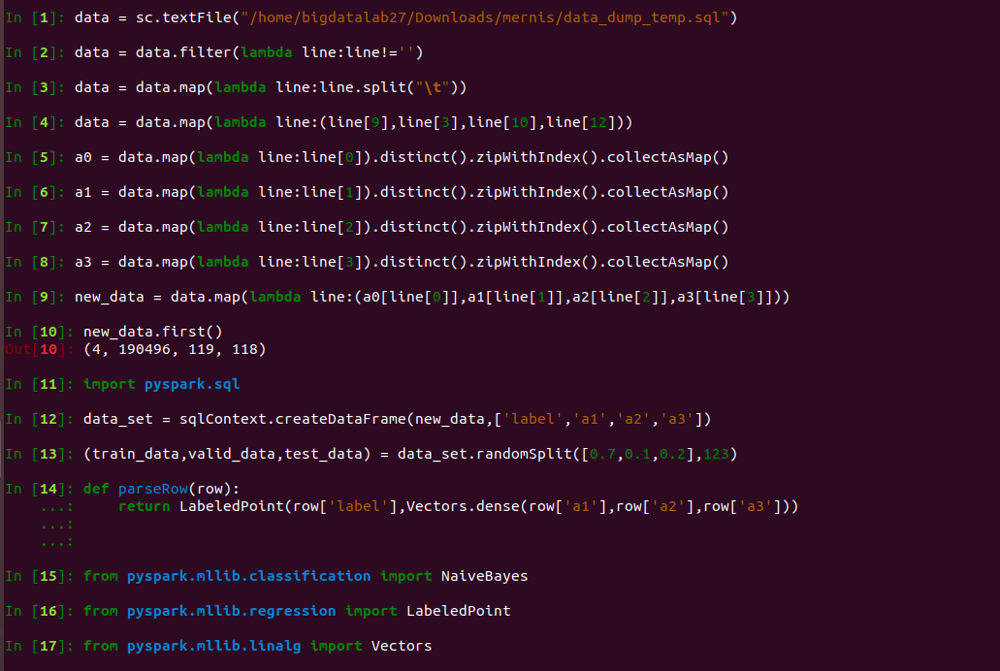 In [1]: data = sc.textFile("/home/bigdatalab27/Downloads/mernis/data_dump_temp.sql")
In [2]: data = data.filter(lambda line:line!='')
In [3]: data = data.map(lambda line:line.split("\t"))
In [4]: data = data.map(lambda line:(line[9],line[3],line[10],line[12]))
In [5]: a0 = data.map(lambda line:line[0]).distinct().zipWithIndex().collectAsMap()
In [6]: a1 = data.map(lambda line:line[1]).distinct().zipWithIndex().collectAsMap()
In [7]: a2 = data.map(lambda line:line[2]).distinct().zipWithIndex().collectAsMap()
In [8]: a3 = data.map(lambda line:line[3]).distinct().zipWithIndex().collectAsMap()
In [9]: new_data = data.map(lambda line:(a0[line[0]],a1[line[1]],a2[line[2]],a3[line[3]]))
In [10]: new_data.first()
Out[10]: (4, 190496, 119, 118)
In [11]: import pyspark.sql
In [12]: data_set = sqlContext.createDataFrame(new_data,['label','a1','a2','a3'])
In [13]: (train_data,valid_data,test_data) = data_set.randomSplit([0.7,0.1,0.2],123)
In [14]: def parseRow(row):
    ...:     return LabeledPoint(row['label'],Vectors.dense(row['a1'],row['a2'],row['a3']))
    ...:
    ...:
In [15]: from pyspark.mllib.classification import NaiveBayes
In [16]: from pyspark.mllib.regression import LabeledPoint
In [17]: from pyspark.mllib.linalg import Vectors